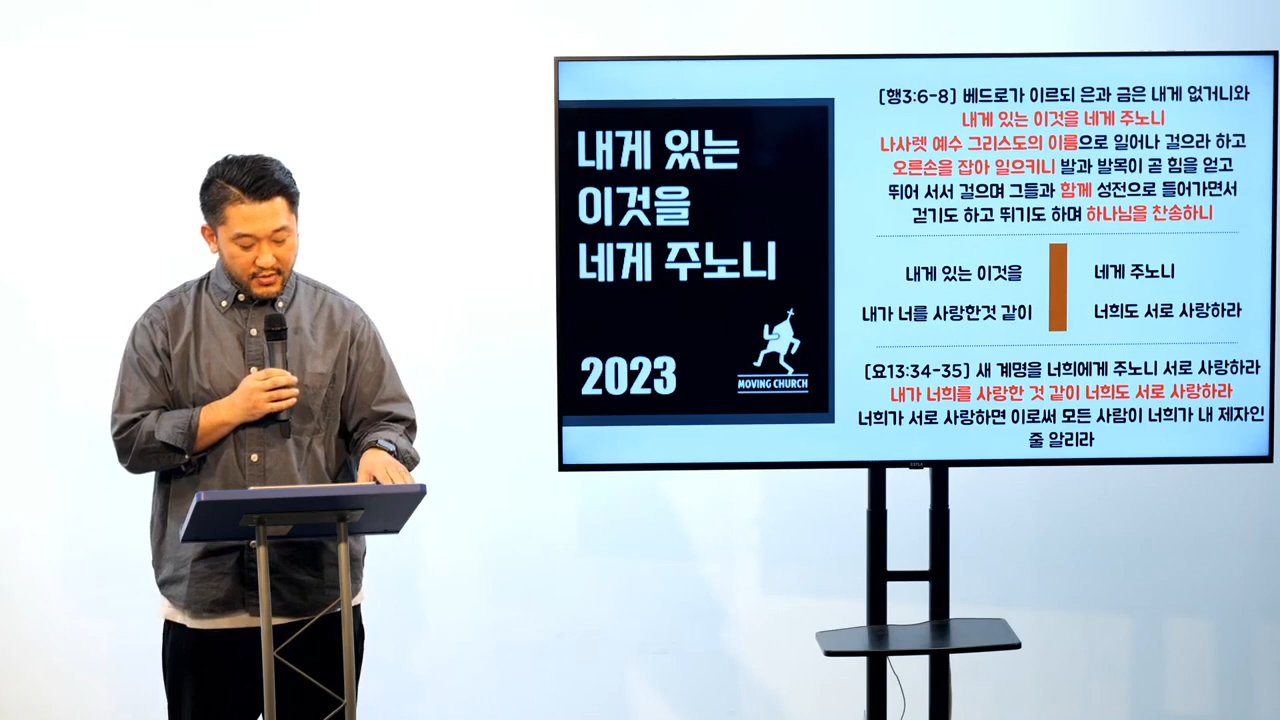 내게 있는
이것을
네게 주노니
2023
MOVING CHURCH
[행3:6-8] 베드로가 이르되 은과 금은 내게 없거니와
내게 있는 이것을 네게 주노니
나사렛 예수 그리스도의 이름으로 일어나 걸으라 하고
오른손을 잡아 일으키니 발과 발목이 곧 힘을 얻고
뛰어 서서 걸으며 그들과 함께 성전으로 들어가면서
걷기도 하고 뛰기도 하며 하나님을 찬송하니
내게 있는 이것을 네게 주노니
내가 너를 사랑한것 같이 너희도 서로 사랑하라
[요13:34-35] 새 계명을 너희에게 주노니 서로 사랑하라
내가 너희를 사랑한 것 같이 너희도 서로 사랑하라
너희가 서로 사랑하면 이로써 모든 사람이 너희가 내 제자인
줄 알리라